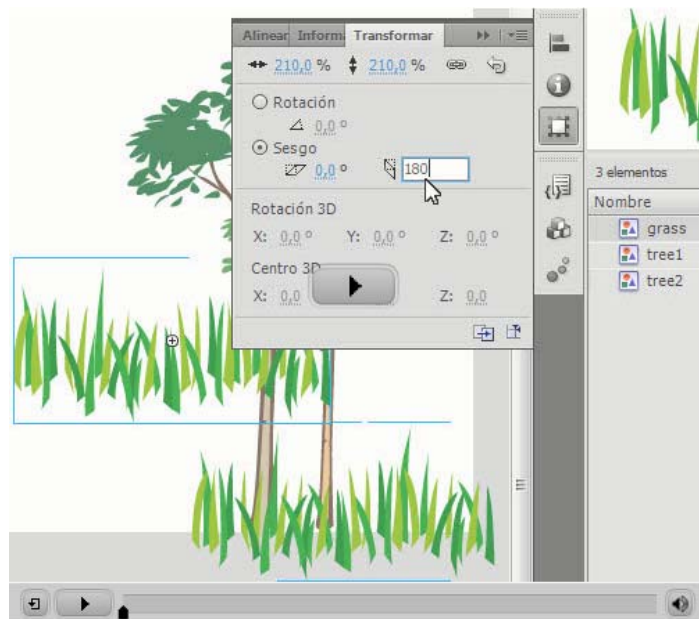 Alinear Inform Transformar
210,0 % 210,0 %
Rotación
0,0 °
Sesgo
0,0 ° 180
Rotación 3D
X: 0,0 ° Y: 0,0 ° Z: 0,0 °
Centro 3D
X: 0,0 Z: 0,0
3 elementos
Nombre
grass
tree1
tree2